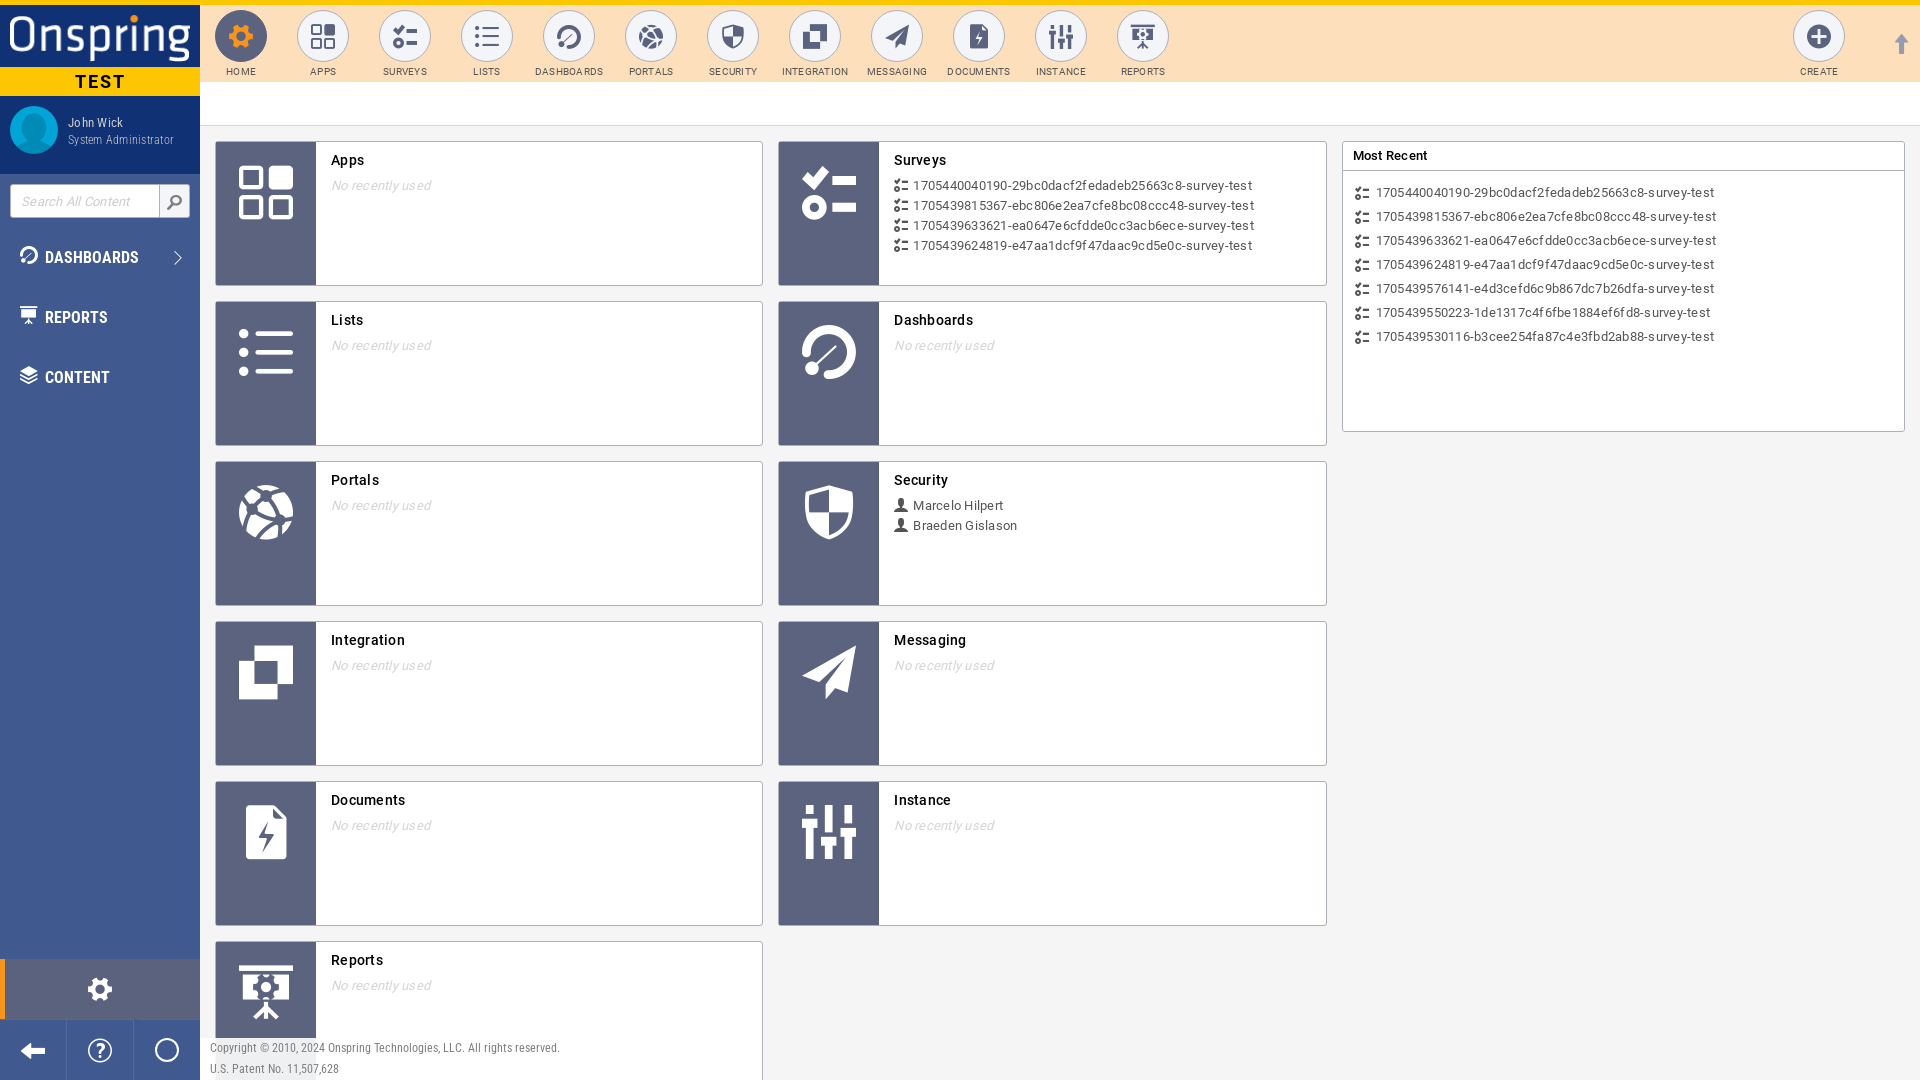 Onspring
TEST
John Wick
System Administrator
Search All Content
DASHBOARDS
REPORTS
CONTENT
HOME
APPS
SURVEYS
LISTS
DASHBOARDS
PORTALS
SECURITY
INTEGRATION
MESSAGING
DOCUMENTS
INSTANCE
REPORTS
CREATE
Apps
No recently used
Surveys
1705440040190-29bc0dacf2fedadeb25663c8-survey-test
1705439815367-ebc806e2ea7cfe8bc08ccc48-survey-test
1705439633621-ea0647e6cfdde0cc3acb6ece-survey-test
1705439624819-e47aa1dcf9f47daac9cd5e0c-survey-test
Lists
No recently used
Dashboards
No recently used
Portals
No recently used
Security
Marcelo Hilpert
Braeden Gislason
Integration
No recently used
Messaging
No recently used
Documents
No recently used
Instance
No recently used
Reports
No recently used
Most Recent
1705440040190-29bc0dacf2fedadeb25663c8-survey-test
1705439815367-ebc806e2ea7cfe8bc08ccc48-survey-test
1705439633621-ea0647e6cfdde0cc3acb6ece-survey-test
1705439624819-e47aa1dcf9f47daac9cd5e0c-survey-test
1705439576141-e4d3cefd6c9b867dc7b26dfa-survey-test
1705439550223-1de1317c4f6fbe1884ef6fd8-survey-test
1705439530116-b3cee254fa87c4e3fbd2ab88-survey-test
Copyright © 2010, 2024 Onspring Technologies, LLC. All rights reserved.
U.S. Patent No. 11,507,628